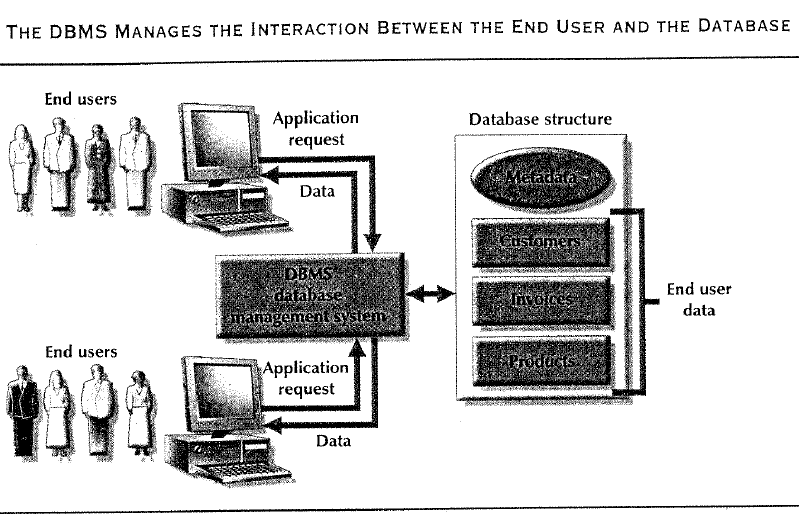 THE DBMS MANAGES THE INTERACTION BETWEEN THE END USER AND THE DATABASE
End users
Application
request
Data
Database structure
Metadata
Customers
Invoices
Products
End user
data
DBMS
database
management system
End users
Application
request
Data